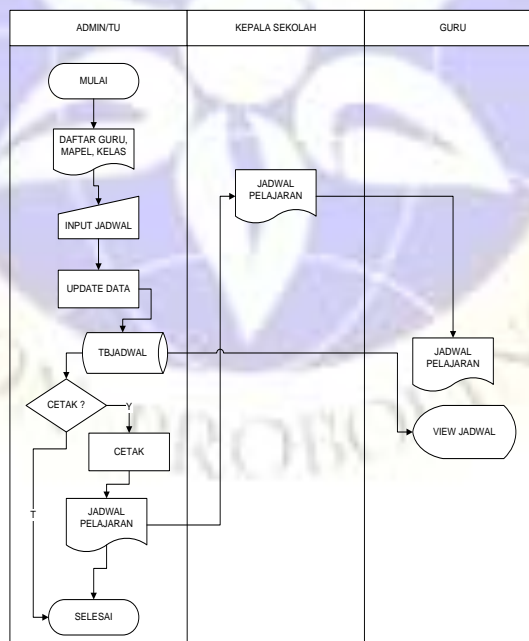 ADMIN/TU
KEPALA SEKOLAH
GURU
MULAI
DAFTAR GURU,
MAPEL, KELAS
JADWAL
PELAJARAN
INPUT JADWAL
UPDATE DATA
TBJADWAL
JADWAL
PELAJARAN
CETAK ?
Y
VIEW JADWAL
CETAK
T
JADWAL
PELAJARAN
SELESAI